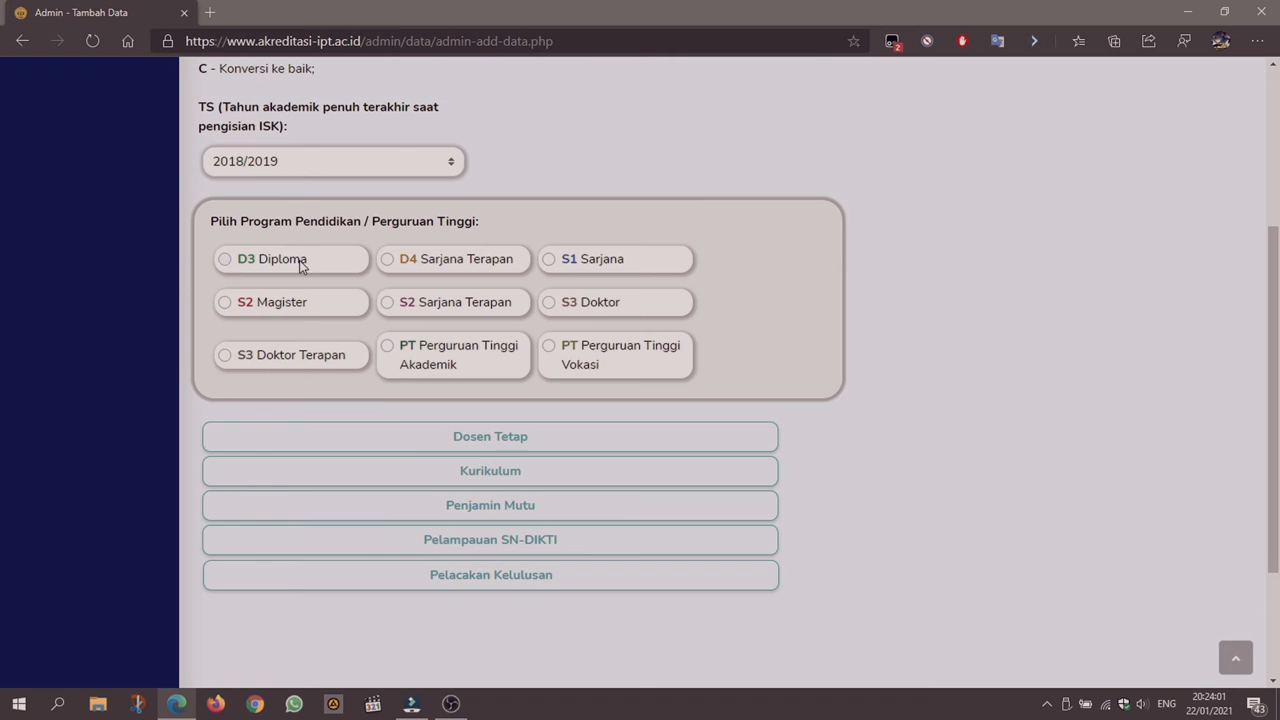 Admin - Tambah Data
https://www.akreditasi-ipt.ac.id/admin/data/admin-add-data.php
2
C - Konversi ke baik;
TS (Tahun akademik penuh terakhir saat
pengisian ISK):
2018/2019
Pilih Program Pendidikan / Perguruan Tinggi:
D3 Diploma
D4 Sarjana Terapan
S1 Sarjana
S2 Magister
S2 Sarjana Terapan
S3 Doktor
S3 Doktor Terapan
PT Perguruan Tinggi
Akademik
PT Perguruan Tinggi
Vokasi
Dosen Tetap
Kurikulum
Penjamin Mutu
Pelampauan SN-DIKTI
Pelacakan Kelulusan
ENG
20:24:01
22/01/2021
43